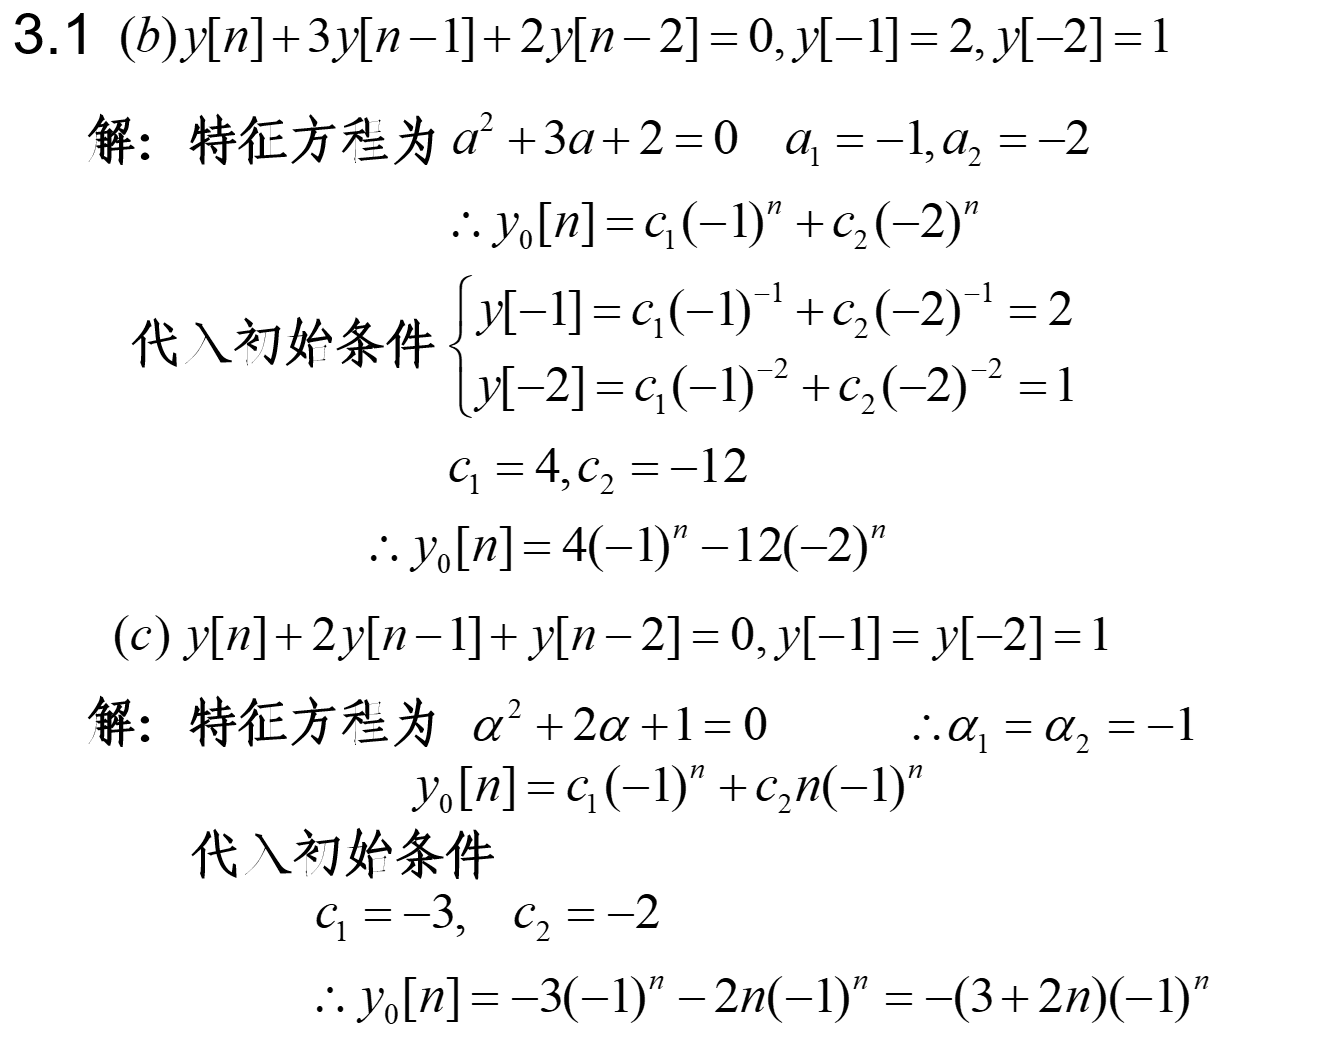 3.1 (b) y[n]+3y[n−1]+2y[n−2]=0, y[−1]=2, y[−2]=1
解：特征方程为 a² +3a+2=0 a₁ =−1,a₂ =−2
∴ y₀[n]=c₁(−1)ⁿ +c₂(−2)ⁿ
代入初始条件 { y[−1]=c₁(−1)⁻¹ +c₂(−2)⁻¹ =2
y[−2]=c₁(−1)⁻² +c₂(−2)⁻² =1
c₁ =4,c₂ =−12
∴ y₀[n]=4(−1)ⁿ −12(−2)ⁿ
(c) y[n]+2y[n−1]+y[n−2]=0, y[−1]=y[−2]=1
解：特征方程为 α² +2α+1=0 ∴α₁ =α₂ =−1
y₀[n]=c₁(−1)ⁿ +c₂n(−1)ⁿ
代入初始条件
c₁ =−3, c₂ =−2
∴ y₀[n]=−3(−1)ⁿ −2n(−1)ⁿ =−(3+2n)(−1)ⁿ